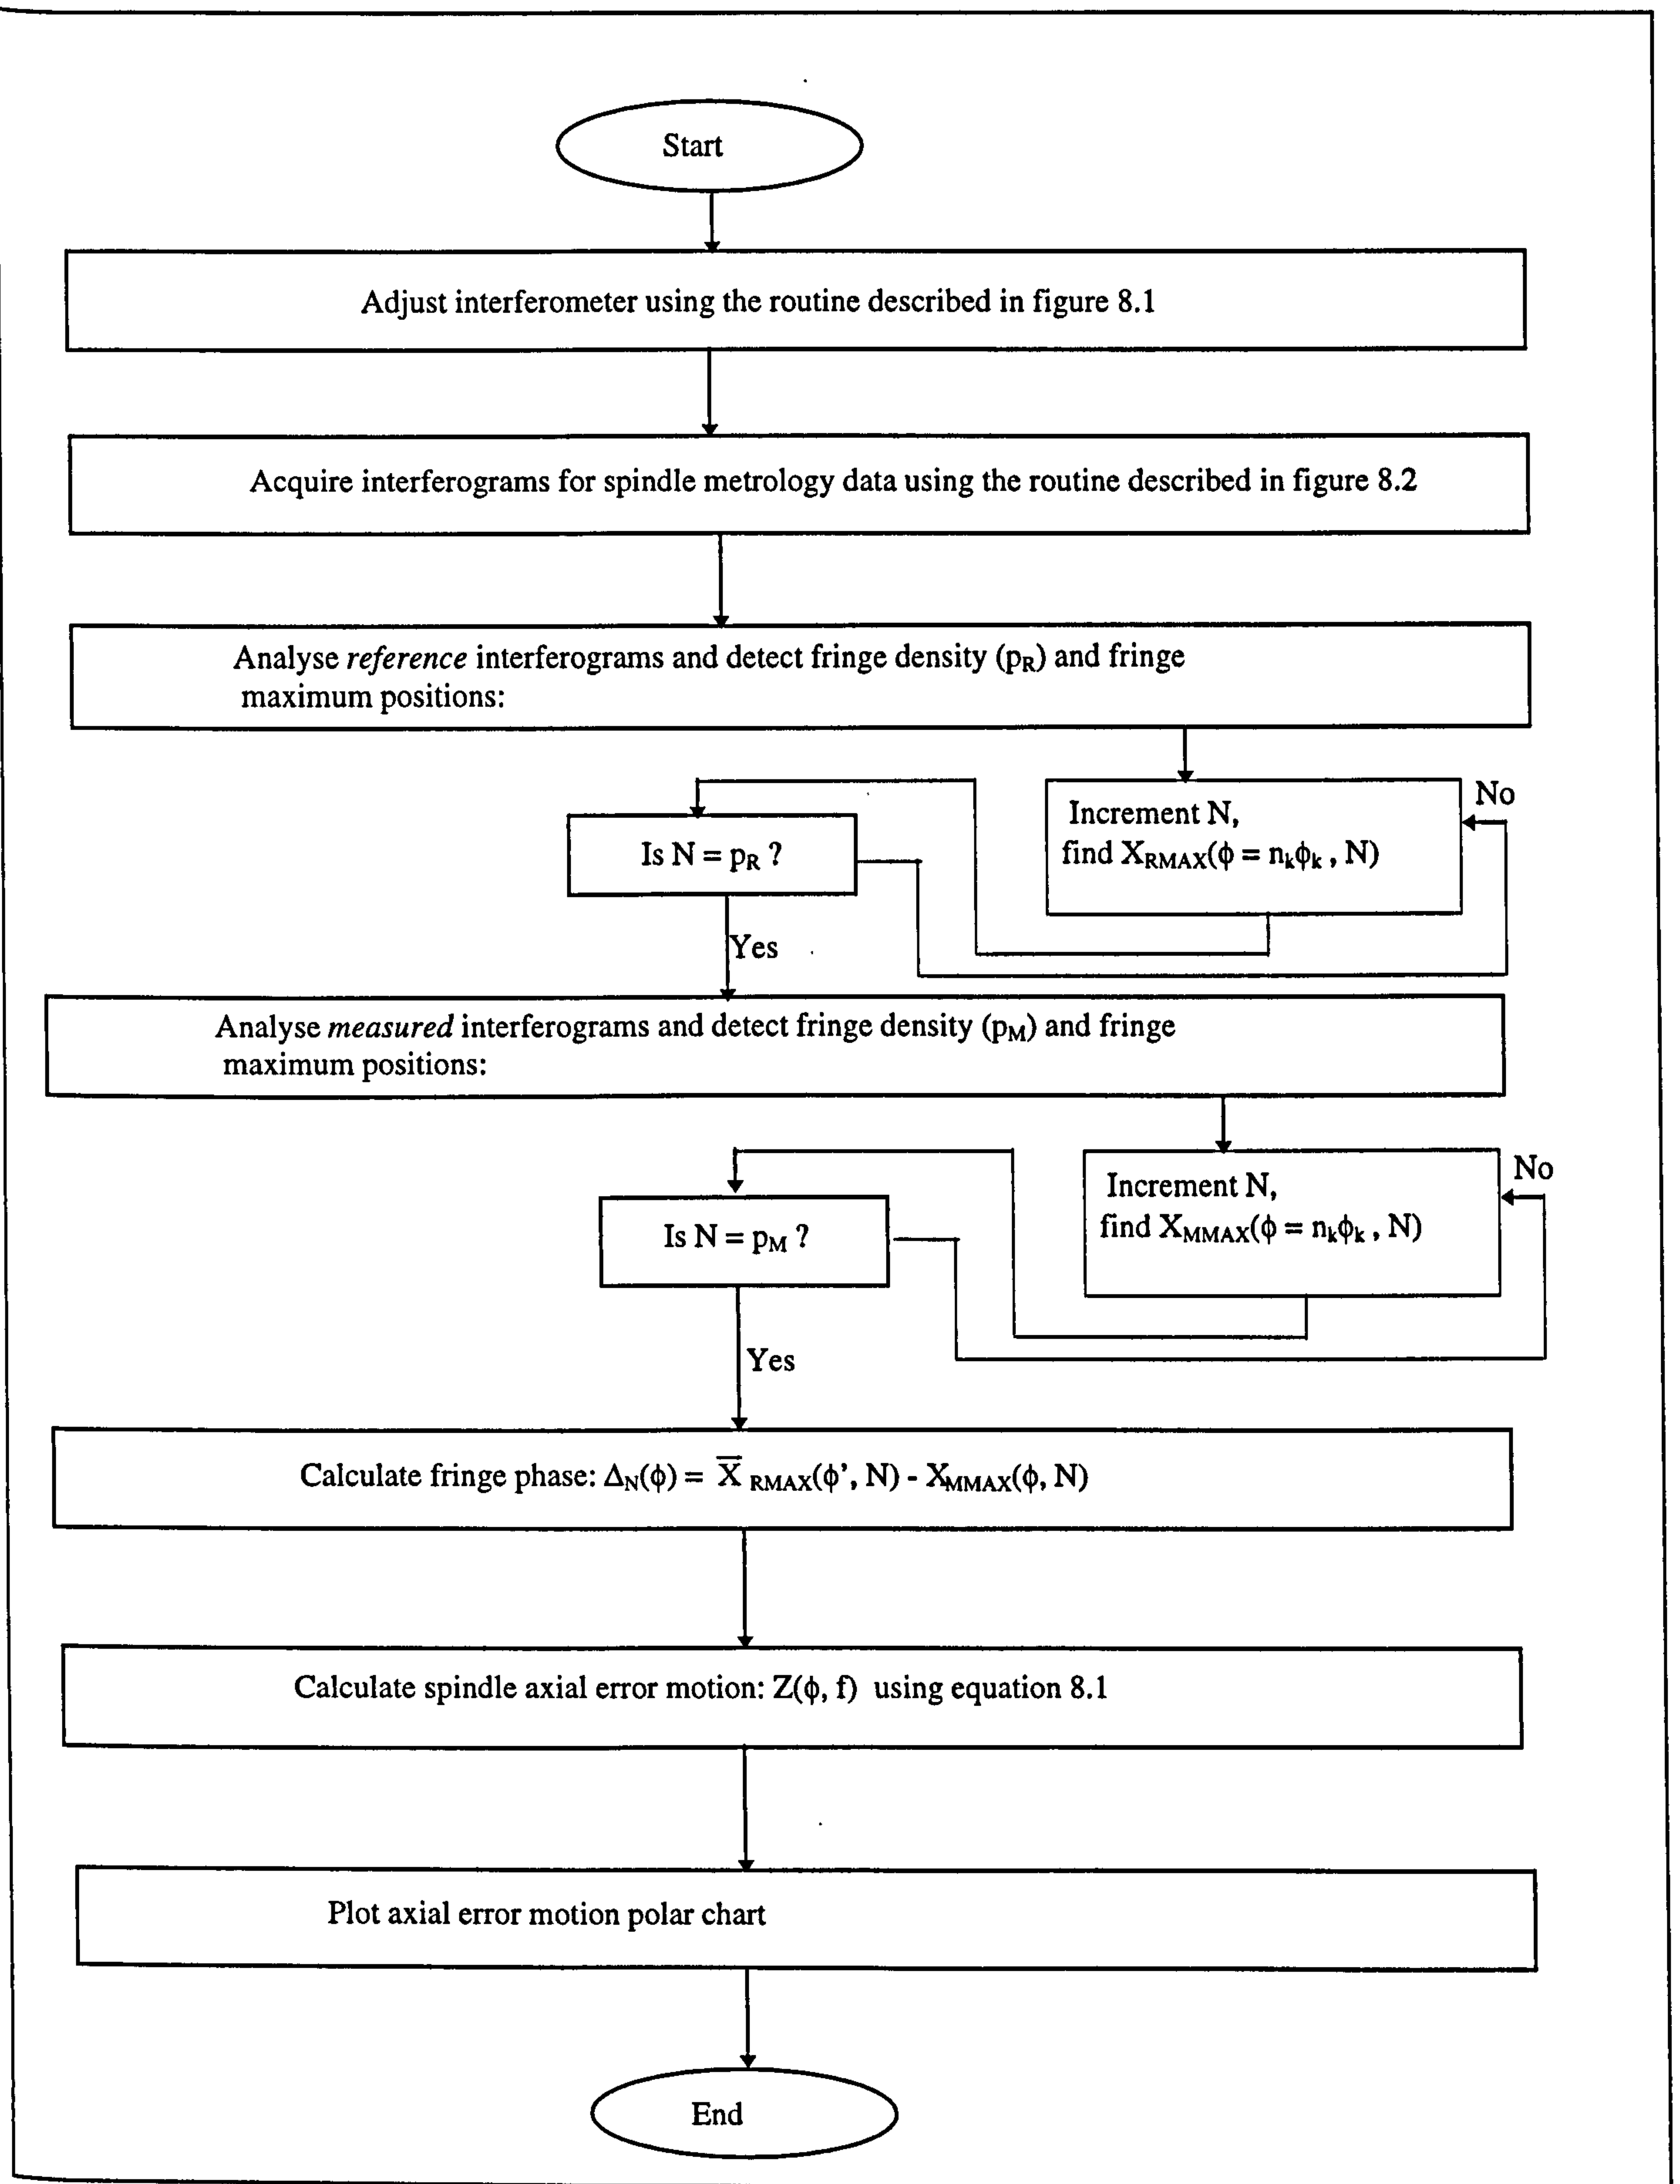 Start
Adjust interferometer using the routine described in figure 8.1
Acquire interferograms for spindle metrology data using the routine described in figure 8.2
Analyse reference interferograms and detect fringe density (pR) and fringe
maximum positions:
No
Increment N,
find XRMAX(ϕ = nkϕk , N)
Is N = pR ?
Yes
Analyse measured interferograms and detect fringe density (pM) and fringe
maximum positions:
No
Increment N,
find XMMAX(ϕ = nkϕk , N)
Is N = pM ?
Yes
Calculate fringe phase: ΔN(ϕ) = X̅ RMAX(ϕ', N) - XMMAX(ϕ, N)
Calculate spindle axial error motion: Z(ϕ, f) using equation 8.1
Plot axial error motion polar chart
End